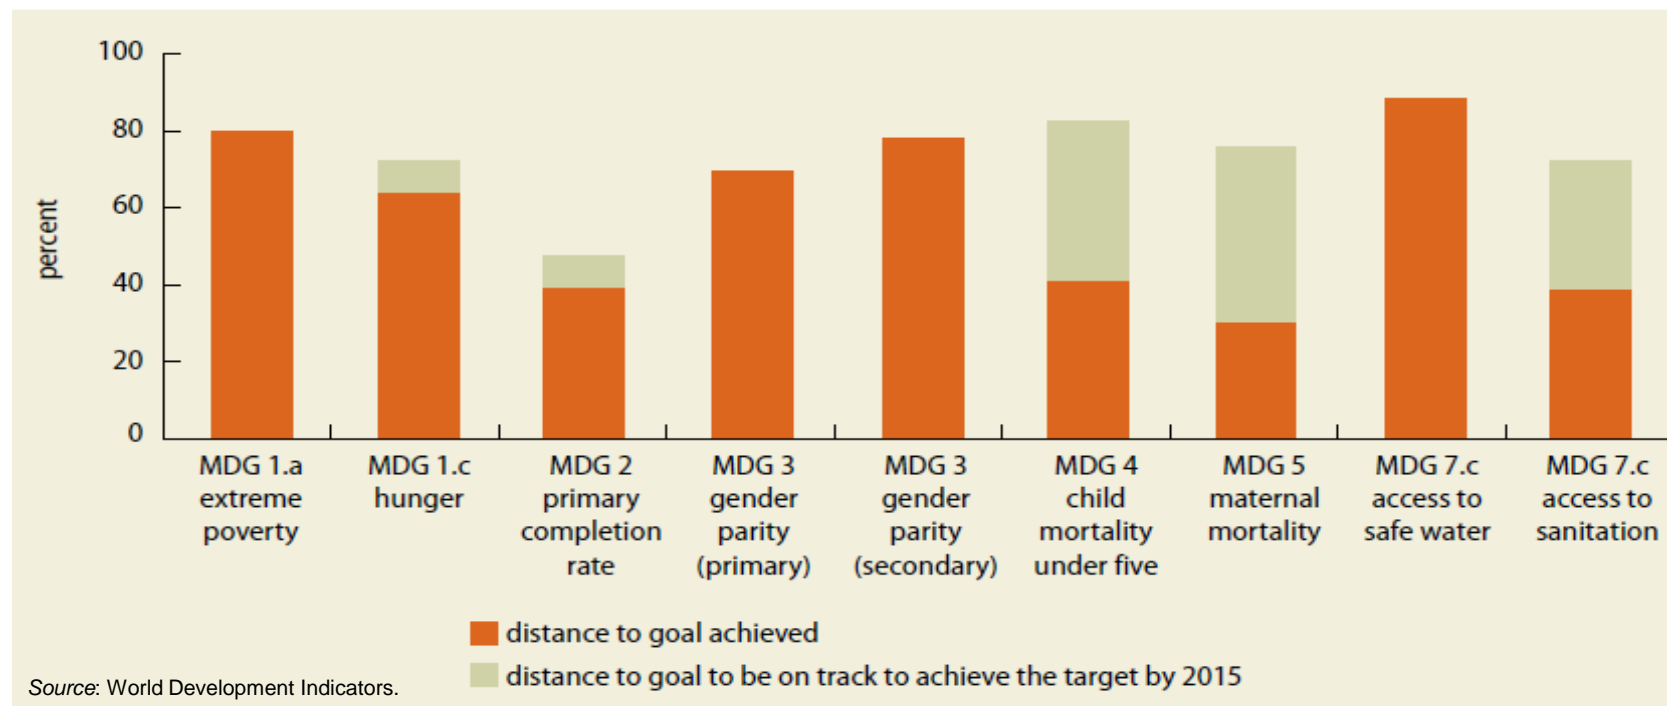 100
80
60
40
20
0
percent
MDG 1.a
extreme
poverty
MDG 1.c
hunger
MDG 2
primary
completion
rate
MDG 3
gender
parity
(primary)
MDG 3
gender
parity
(secondary)
MDG 4
child
mortality
under five
MDG 5
maternal
mortality
MDG 7.c
access to
safe water
MDG 7.c
access to
sanitation
distance to goal achieved
distance to goal to be on track to achieve the target by 2015
Source: World Development Indicators.